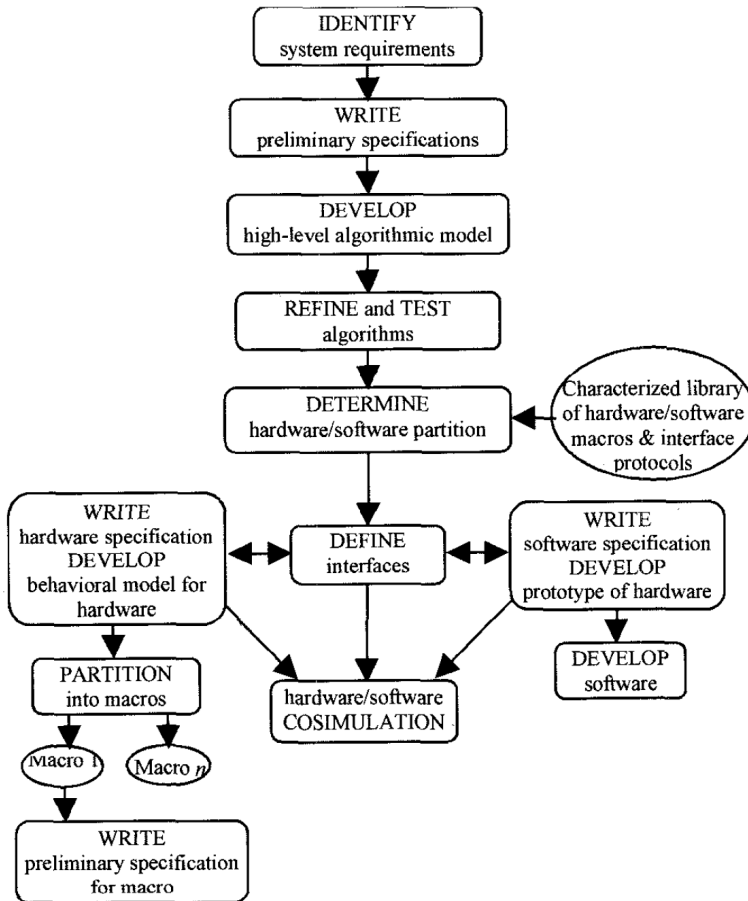 IDENTIFY
system requirements
WRITE
preliminary specifications
DEVELOP
high-level algorithmic model
REFINE and TEST
algorithms
DETERMINE
hardware/software partition
Characterized library
of hardware/software
macros & interface
protocols
WRITE
hardware specification
DEVELOP
behavioral model for
hardware
DEFINE
interfaces
WRITE
software specification
DEVELOP
prototype of hardware
PARTITION
into macros
hardware/software
COSIMULATION
DEVELOP
software
Macro 1
Macro n
WRITE
preliminary specification
for macro